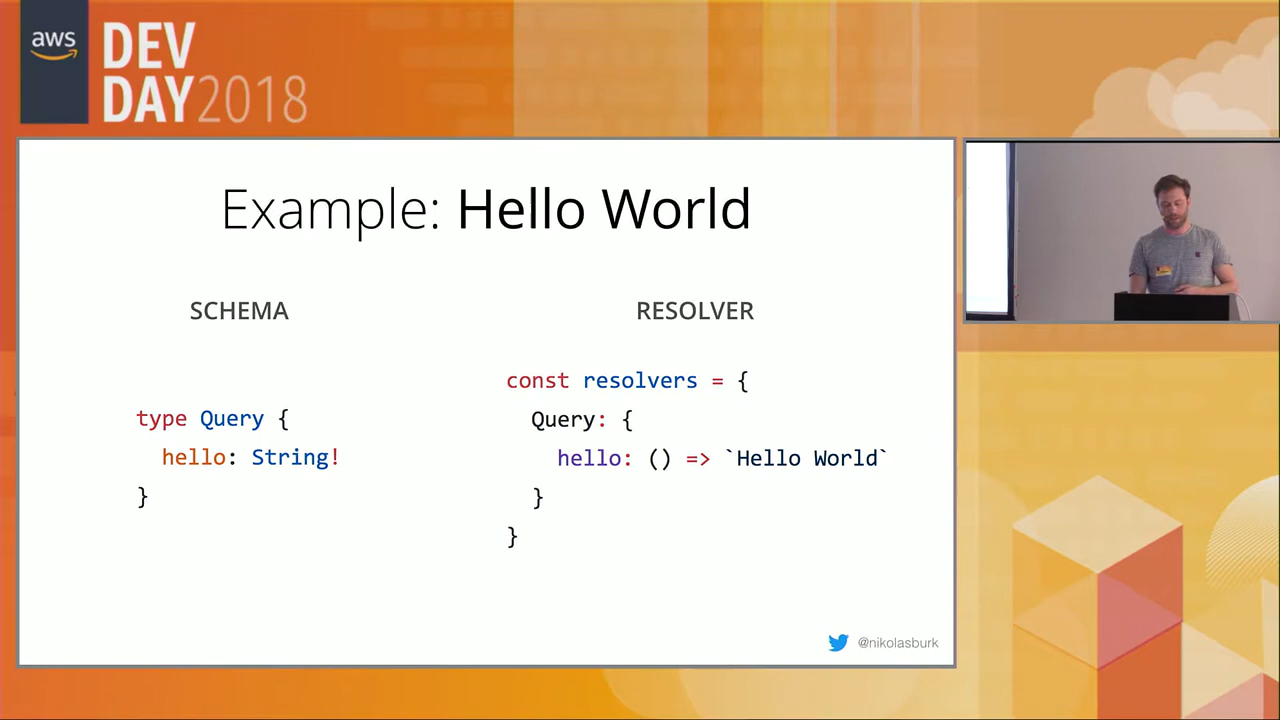 aws
DEV
DAY2018
Example: Hello World
SCHEMA
type Query {
  hello: String!
}
RESOLVER
const resolvers = {
  Query: {
    hello: () => `Hello World`
  }
}
@nikolasburk